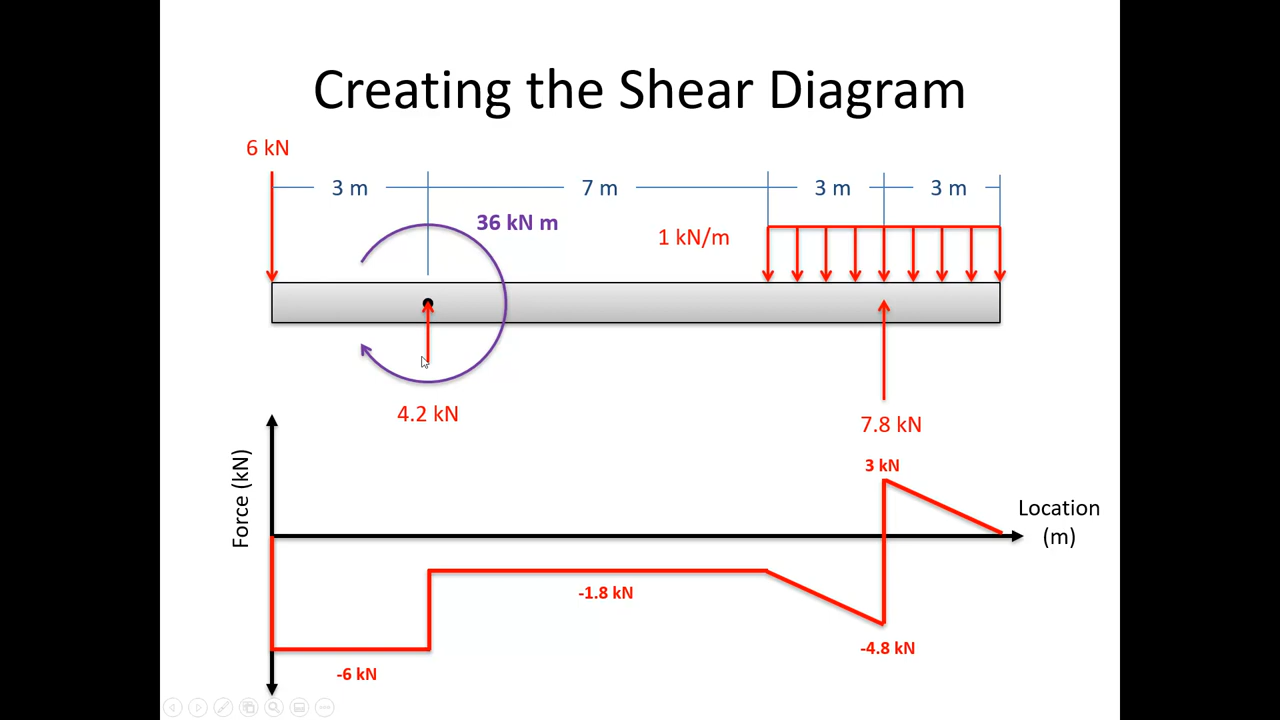 Creating the Shear Diagram
6 kN
3 m
7 m
3 m
3 m
36 kN m
1 kN/m
4.2 kN
7.8 kN
3 kN
Force (kN)
Location
(m)
-1.8 kN
-4.8 kN
-6 kN